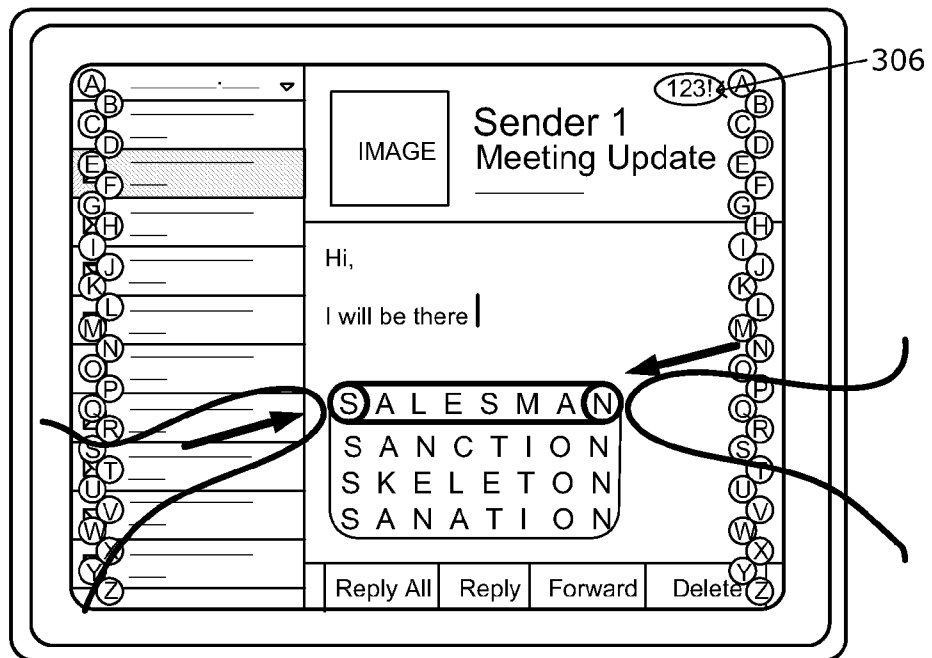 306
123!
A
B
C
D
E
F
G
H
I
J
K
L
M
N
O
P
Q
R
S
T
U
V
W
X
Y
Z
IMAGE
Sender 1
Meeting Update
Hi,
I will be there
SALESMAN
SANCTION
SKELETON
SANATION
Reply All Reply Forward Delete
A
B
C
D
E
F
G
H
I
J
K
L
M
N
O
P
Q
R
S
T
U
V
W
X
Y
Z